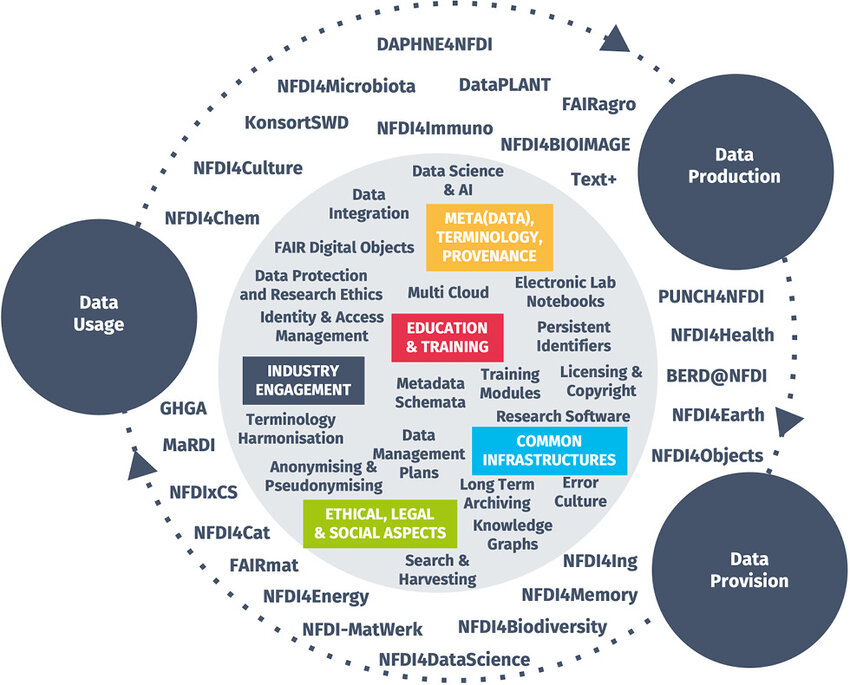 DAPHNE4NFDI
NFDI4Microbiota
DataPLANT
FAIRagro
KonsortSWD
NFDI4Immuno
NFDI4BIOIMAGE
NFDI4Culture
Text+
NFDI4Chem
Data
Production
Data Science
& AI
Data
Integration
META(DATA),
TERMINOLOGY,
PROVENANCE
FAIR Digital Objects
Data Protection
and Research Ethics
Multi Cloud
Electronic Lab
Notebooks
Identity & Access
Management
EDUCATION
& TRAINING
Persistent
Identifiers
Data
Usage
PUNCH4NFDI
NFDI4Health
BERD@NFDI
NFDI4Earth
NFDI4Objects
INDUSTRY
ENGAGEMENT
Metadata
Schemata
Training
Modules
Licensing &
Copyright
Research Software
Terminology
Harmonisation
Data
Management
Plans
COMMON
INFRASTRUCTURES
Anonymising &
Pseudonymising
Long Term
Archiving
Error
Culture
ETHICAL, LEGAL
& SOCIAL ASPECTS
Knowledge
Graphs
Search &
Harvesting
GHGA
MaRDI
NFDIxCS
NFDI4Cat
FAIRmat
NFDI4Energy
NFDI-MatWerk
NFDI4DataScience
NFDI4Biodiversity
NFDI4Memory
NFDI4Ing
Data
Provision